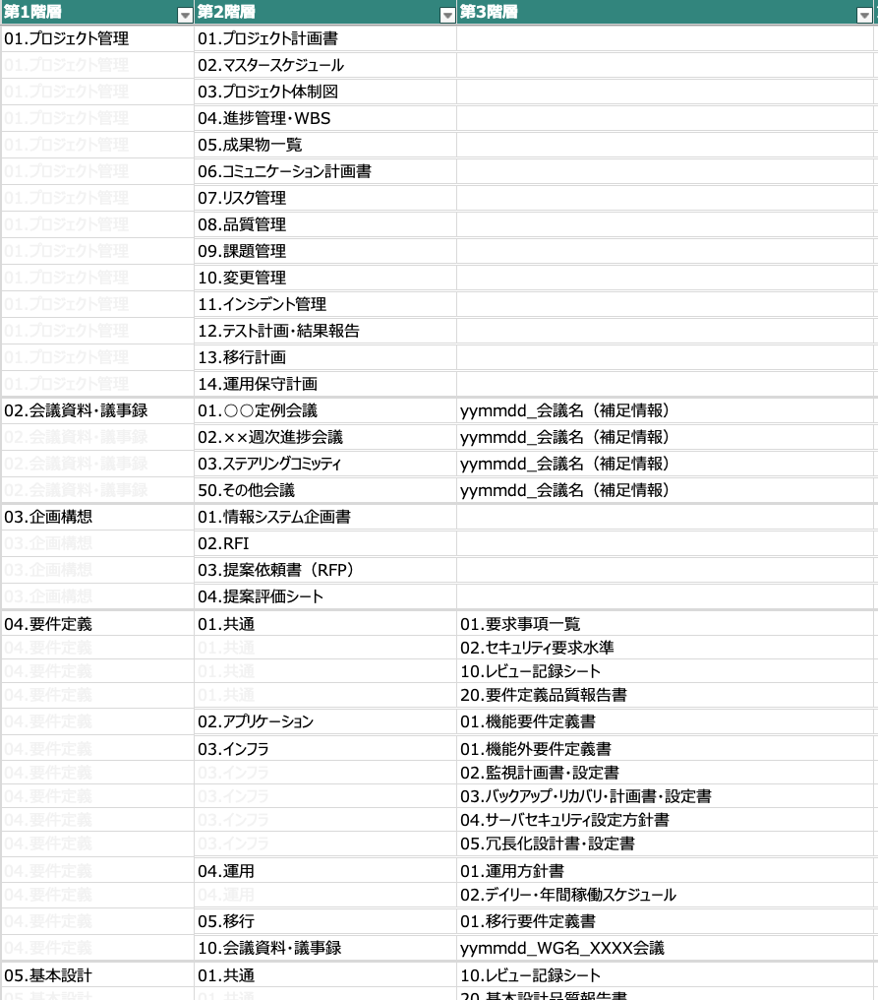 第1階層 第2階層 第3階層
01.プロジェクト管理 01.プロジェクト計画書
01.プロジェクト管理 02.マスタースケジュール
01.プロジェクト管理 03.プロジェクト体制図
01.プロジェクト管理 04.進捗管理・WBS
01.プロジェクト管理 05.成果物一覧
01.プロジェクト管理 06.コミュニケーション計画書
01.プロジェクト管理 07.リスク管理
01.プロジェクト管理 08.品質管理
01.プロジェクト管理 09.課題管理
01.プロジェクト管理 10.変更管理
01.プロジェクト管理 11.インシデント管理
01.プロジェクト管理 12.テスト計画・結果報告
01.プロジェクト管理 13.移行計画
01.プロジェクト管理 14.運用保守計画
02.会議資料・議事録 01.○○定例会議 yymmdd_会議名（補足情報）
02.会議資料・議事録 02.××週次進捗会議 yymmdd_会議名（補足情報）
02.会議資料・議事録 03.ステアリングコミッティ yymmdd_会議名（補足情報）
02.会議資料・議事録 50.その他会議 yymmdd_会議名（補足情報）
03.企画構想 01.情報システム企画書
03.企画構想 02.RFI
03.企画構想 03.提案依頼書（RFP）
03.企画構想 04.提案評価シート
04.要件定義 01.共通 01.要求事項一覧
04.要件定義 01.共通 02.セキュリティ要求水準
04.要件定義 01.共通 10.レビュー記録シート
04.要件定義 01.共通 20.要件定義品質報告書
04.要件定義 02.アプリケーション 01.機能要件定義書
04.要件定義 03.インフラ 01.機能外要件定義書
04.要件定義 03.インフラ 02.監視計画書・設定書
04.要件定義 03.インフラ 03.バックアップ・リカバリ・計画書・設定書
04.要件定義 03.インフラ 04.サーバセキュリティ設定方針書
04.要件定義 03.インフラ 05.冗長化設計書・設定書
04.要件定義 04.運用 01.運用方針書
04.要件定義 04.運用 02.デイリー・年間稼働スケジュール
04.要件定義 05.移行 01.移行要件定義書
04.要件定義 10.会議資料・議事録 yymmdd_WG名_XXXX会議
05.基本設計 01.共通 10.レビュー記録シート
05.基本設計 01.共通 20.基本設計品質報告書